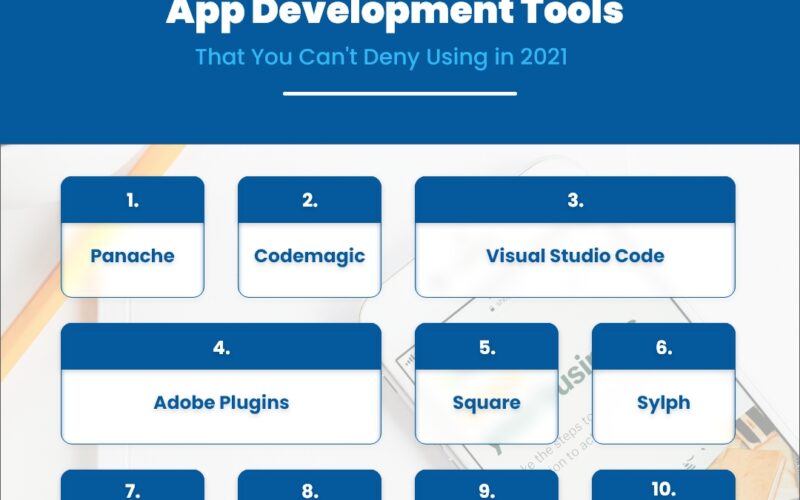 App Development Tools
That You Can't Deny Using in 2021
1.
2.
3.
Panache
Codemagic
Visual Studio Code
4.
5.
6.
Adobe Plugins
Square
Sylph
7.
8.
9.
10.